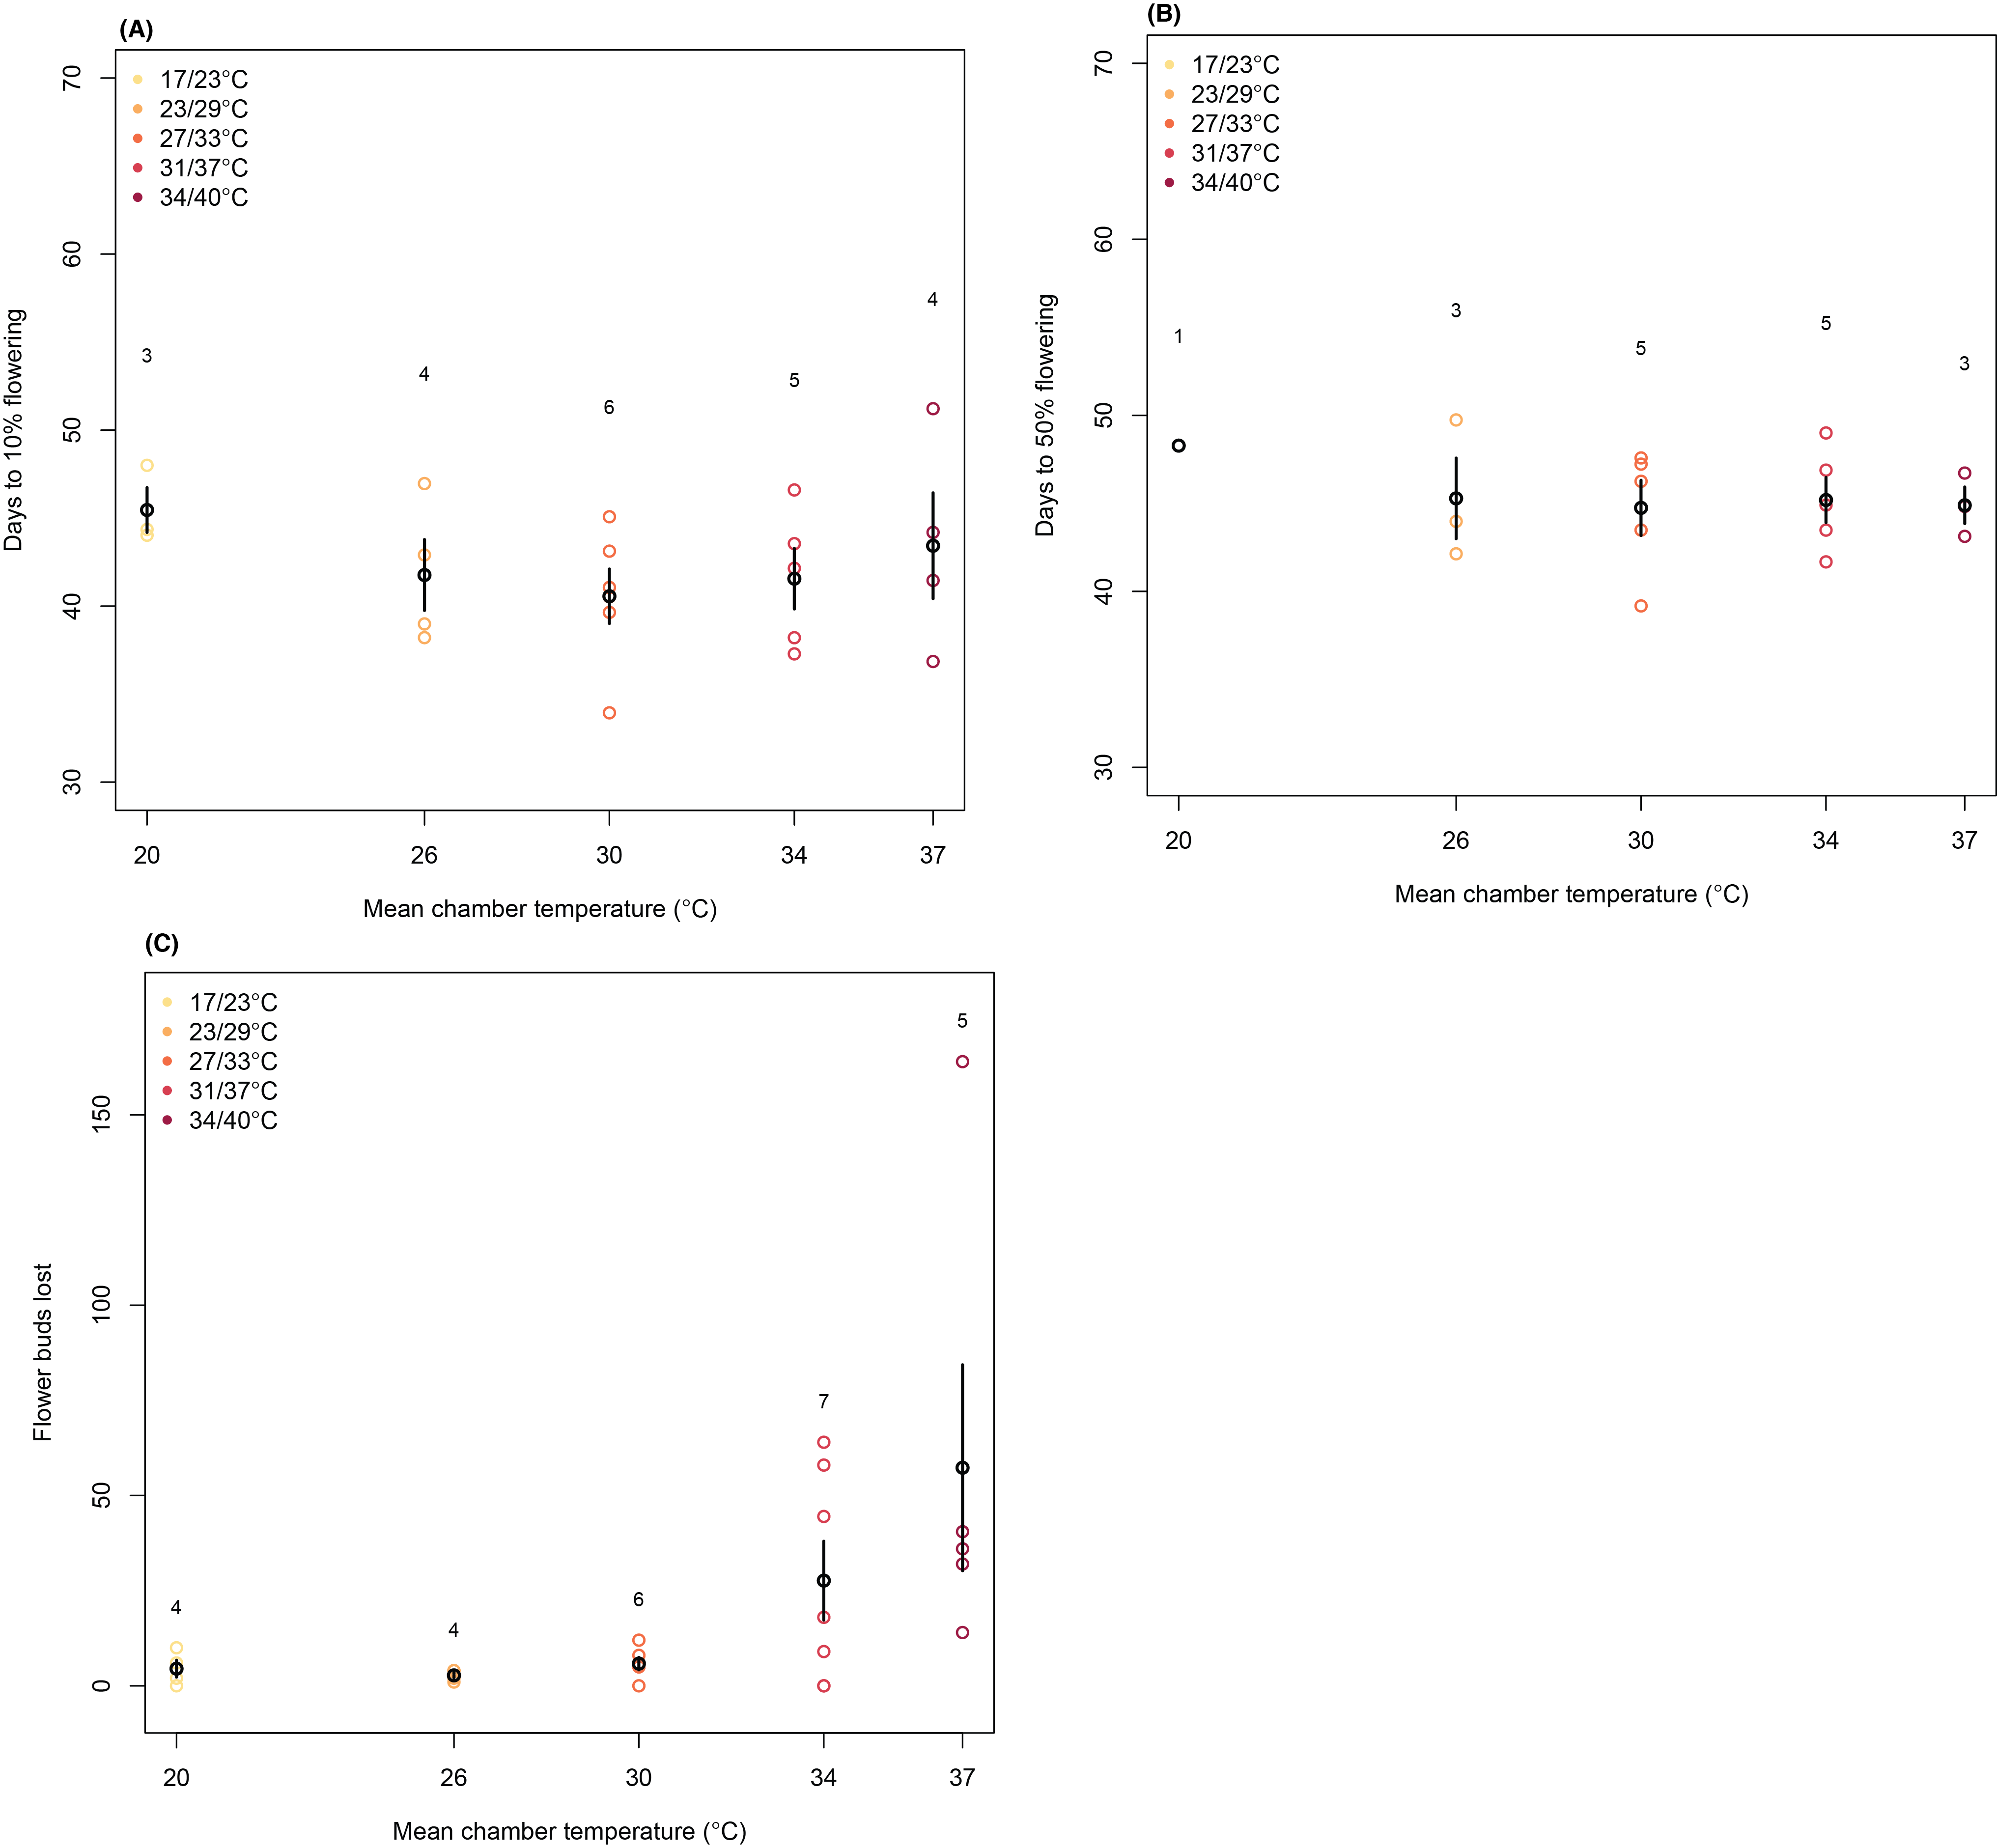 (A)
70
60
50
40
30
Days to 10% flowering
17/23°C
23/29°C
27/33°C
31/37°C
34/40°C
3
4
6
5
4
20 26 30 34 37
Mean chamber temperature (°C)
(B)
70
60
50
40
30
Days to 50% flowering
17/23°C
23/29°C
27/33°C
31/37°C
34/40°C
1
3
5
5
3
20 26 30 34 37
Mean chamber temperature (°C)
(C)
150
100
50
0
Flower buds lost
17/23°C
23/29°C
27/33°C
31/37°C
34/40°C
4
4
6
7
5
20 26 30 34 37
Mean chamber temperature (°C)